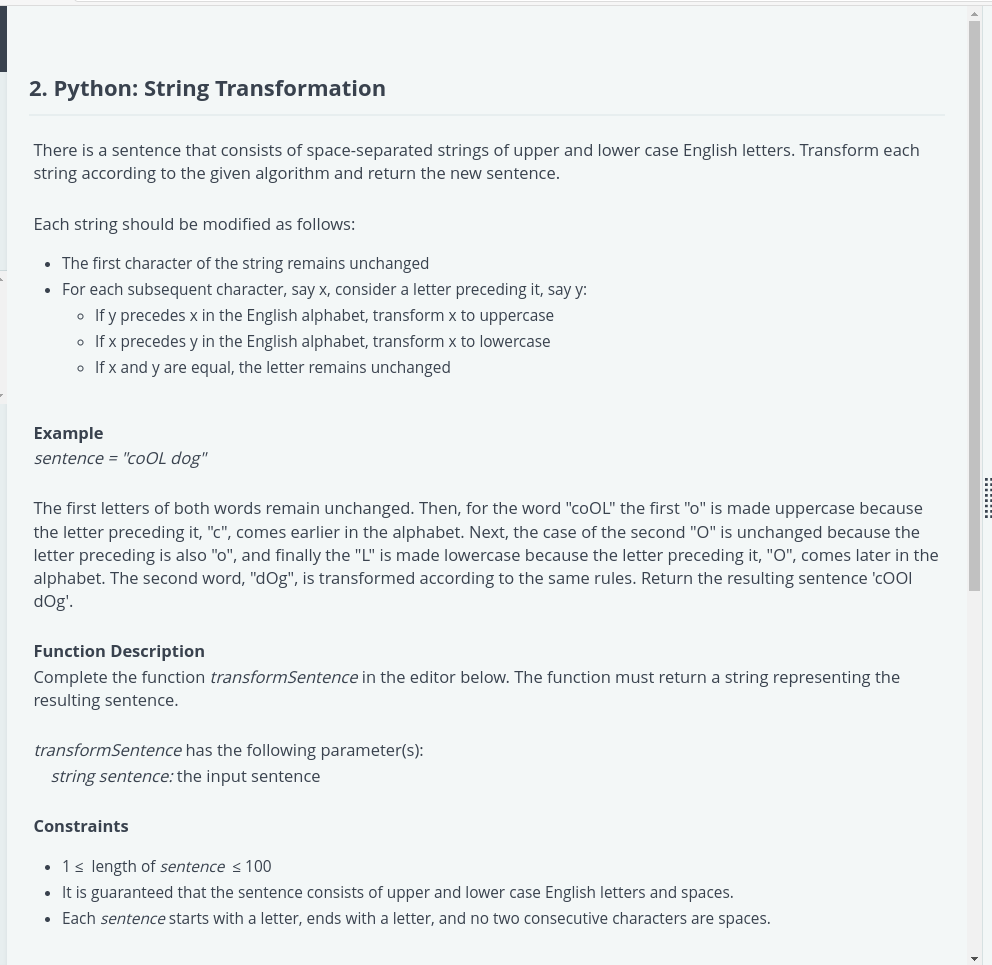 2. Python: String Transformation
There is a sentence that consists of space-separated strings of upper and lower case English letters. Transform each
string according to the given algorithm and return the new sentence.
Each string should be modified as follows:
• The first character of the string remains unchanged
• For each subsequent character, say x, consider a letter preceding it, say y:
◦ If y precedes x in the English alphabet, transform x to uppercase
◦ If x precedes y in the English alphabet, transform x to lowercase
◦ If x and y are equal, the letter remains unchanged
Example
sentence = "coOL dog"
The first letters of both words remain unchanged. Then, for the word "coOL" the first "o" is made uppercase because
the letter preceding it, "c", comes earlier in the alphabet. Next, the case of the second "O" is unchanged because the
letter preceding is also "o", and finally the "L" is made lowercase because the letter preceding it, "O", comes later in the
alphabet. The second word, "dOg", is transformed according to the same rules. Return the resulting sentence 'cOOl
dOg'.
Function Description
Complete the function transformSentence in the editor below. The function must return a string representing the
resulting sentence.
transformSentence has the following parameter(s):
string sentence: the input sentence
Constraints
• 1 ≤ length of sentence ≤ 100
• It is guaranteed that the sentence consists of upper and lower case English letters and spaces.
• Each sentence starts with a letter, ends with a letter, and no two consecutive characters are spaces.